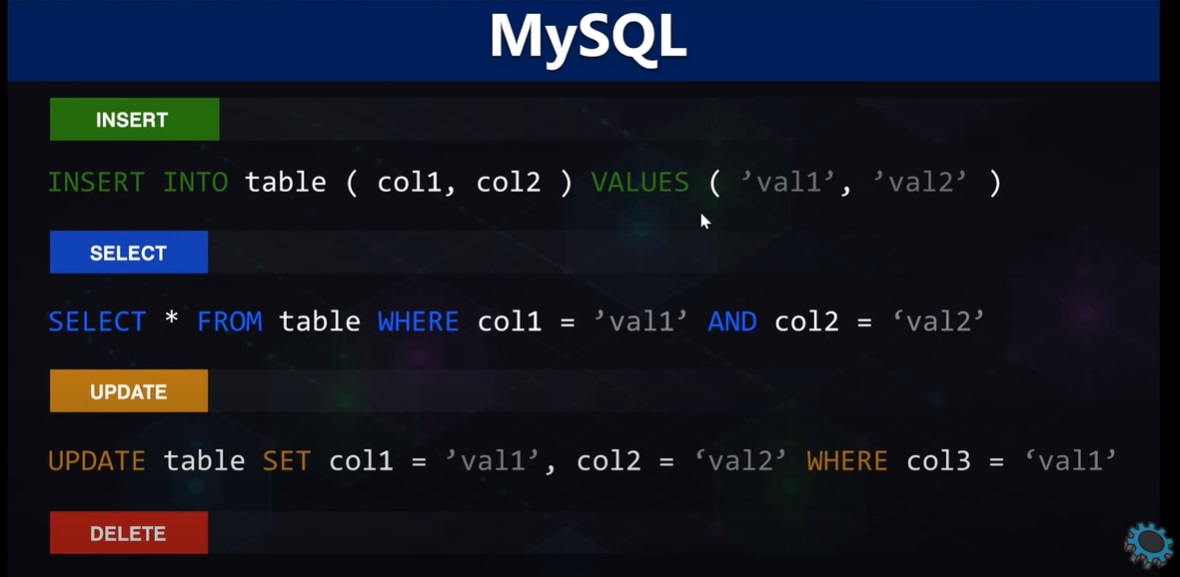 MySQL
INSERT
INSERT INTO table ( col1, col2 ) VALUES ( ’val1’, ’val2’ )
SELECT
SELECT * FROM table WHERE col1 = ’val1’ AND col2 = ‘val2’
UPDATE
UPDATE table SET col1 = ’val1’, col2 = ‘val2’ WHERE col3 = ‘val1’
DELETE